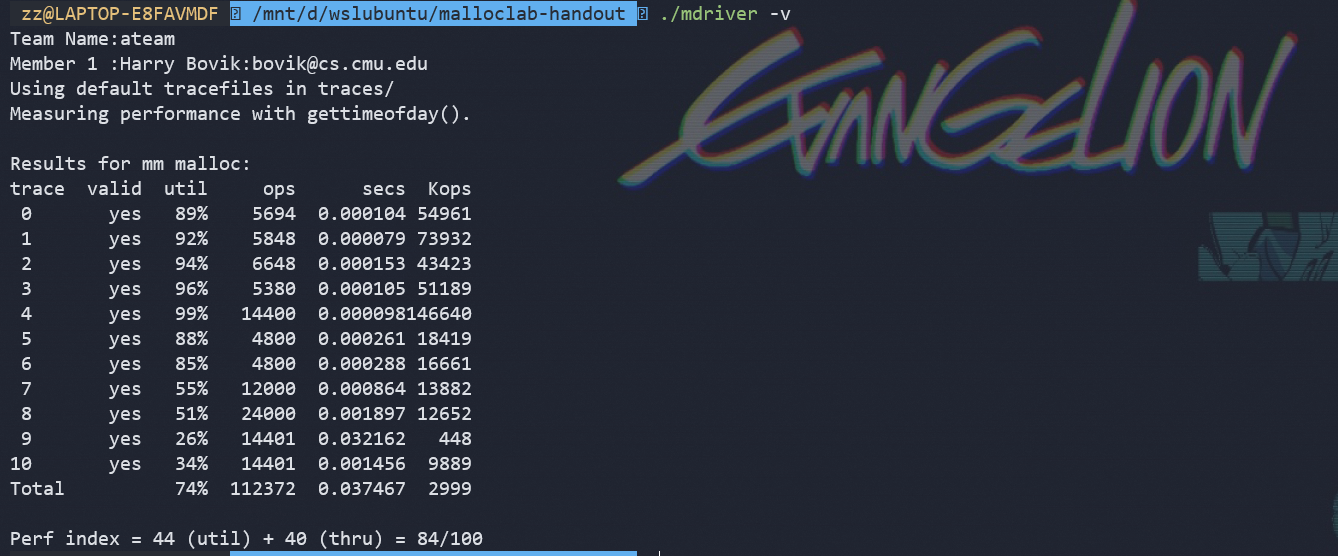 zz@LAPTOP-E8FAVMDF /mnt/d/wslubuntu/malloclab-handout ./mdriver -v
Team Name:ateam
Member 1 :Harry Bovik:bovik@cs.cmu.edu
Using default tracefiles in traces/
Measuring performance with gettimeofday().
EVANGELION
Results for mm malloc:
trace  valid  util     ops      secs  Kops
 0       yes   89%    5694  0.000104 54961
 1       yes   92%    5848  0.000079 73932
 2       yes   94%    6648  0.000153 43423
 3       yes   96%    5380  0.000105 51189
 4       yes   99%   14400  0.000098146640
 5       yes   88%    4800  0.000261 18419
 6       yes   85%    4800  0.000288 16661
 7       yes   55%   12000  0.000864 13882
 8       yes   51%   24000  0.001897 12652
 9       yes   26%   14401  0.032162   448
10       yes   34%   14401  0.001456  9889
Total          74%  112372  0.037467  2999
Perf index = 44 (util) + 40 (thru) = 84/100